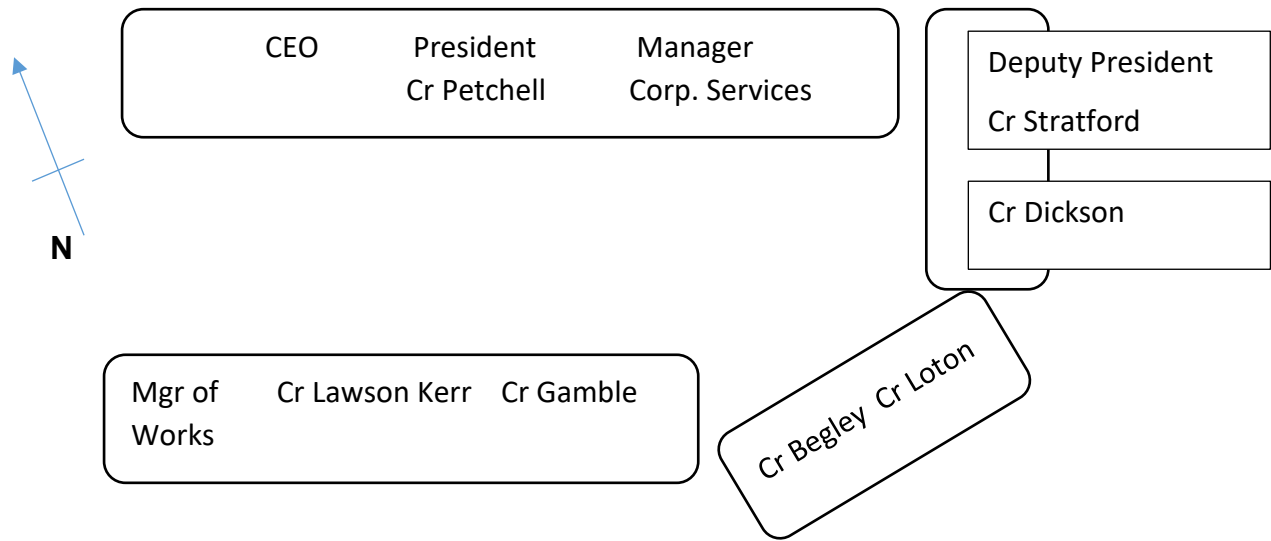 CEO President Manager
Cr Petchell Corp. Services
Deputy President
Cr Stratford
Cr Dickson
N
Mgr of Cr Lawson Kerr Cr Gamble
Works
Cr Begley Cr Loton